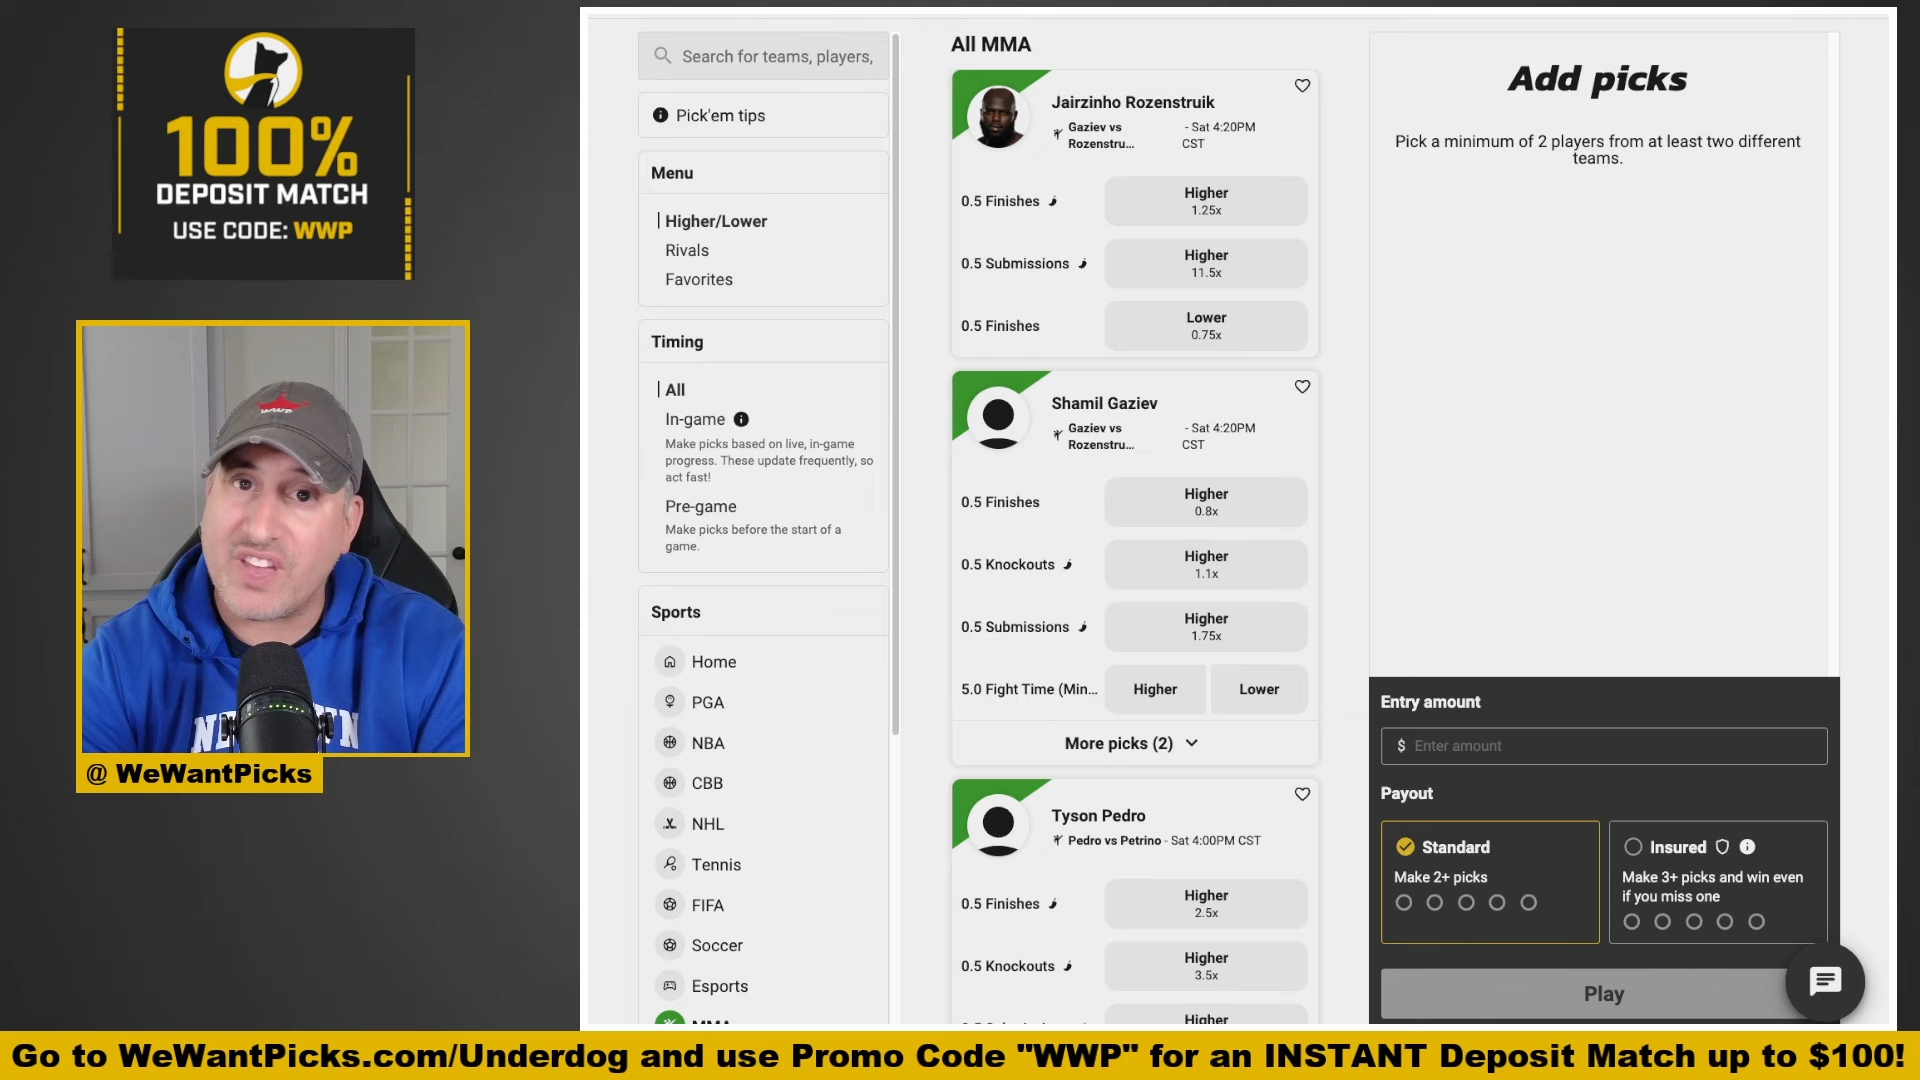 100%
DEPOSIT MATCH
USE CODE: WWP
WWP
@ WeWantPicks
Search for teams, players,
Pick'em tips
Menu
Higher/Lower
Rivals
Favorites
Timing
All
In-game
Make picks based on live, in-game
progress. These update frequently, so
act fast!
Pre-game
Make picks before the start of a
game.
Sports
Home
PGA
NBA
CBB
NHL
Tennis
FIFA
Soccer
Esports
MMA
All MMA
Jairzinho Rozenstruik
Gaziev vs
Rozenstru...
- Sat 4:20PM
CST
0.5 Finishes
Higher
1.25x
0.5 Submissions
Higher
11.5x
0.5 Finishes
Lower
0.75x
Shamil Gaziev
Gaziev vs
Rozenstru...
- Sat 4:20PM
CST
0.5 Finishes
Higher
0.8x
0.5 Knockouts
Higher
1.1x
0.5 Submissions
Higher
1.75x
5.0 Fight Time (Min... Higher Lower
More picks (2)
Tyson Pedro
Pedro vs Petrino - Sat 4:00PM CST
0.5 Finishes
Higher
2.5x
0.5 Knockouts
Higher
3.5x
Higher
Add picks
Pick a minimum of 2 players from at least two different
teams.
Entry amount
$ Enter amount
Payout
Standard
Make 2+ picks
Insured
Make 3+ picks and win even
if you miss one
Play
Go to WeWantPicks.com/Underdog and use Promo Code "WWP" for an INSTANT Deposit Match up to $100!